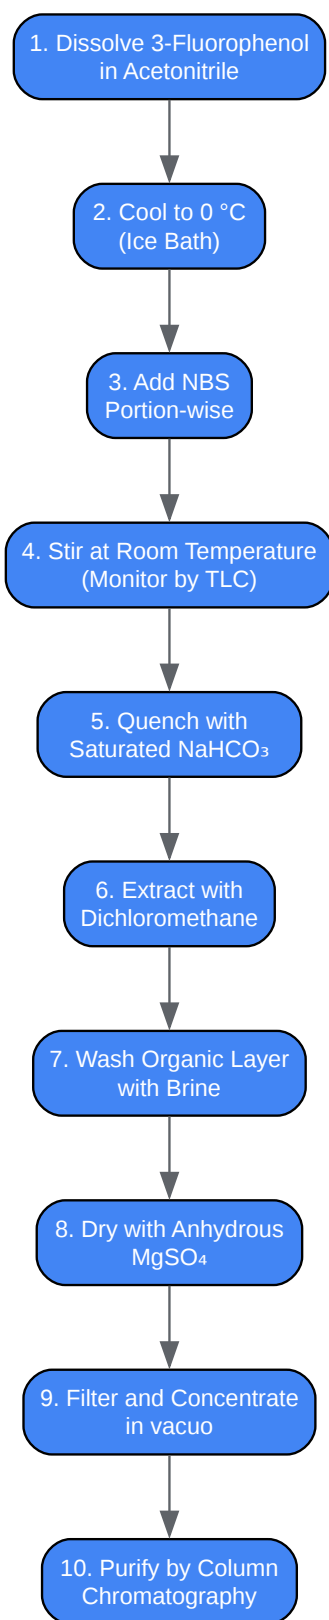 1. Dissolve 3-Fluorophenol
in Acetonitrile
2. Cool to 0 °C
(Ice Bath)
3. Add NBS
Portion-wise
4. Stir at Room Temperature
(Monitor by TLC)
5. Quench with
Saturated NaHCO₃
6. Extract with
Dichloromethane
7. Wash Organic Layer
with Brine
8. Dry with Anhydrous
MgSO₄
9. Filter and Concentrate
in vacuo
10. Purify by Column
Chromatography